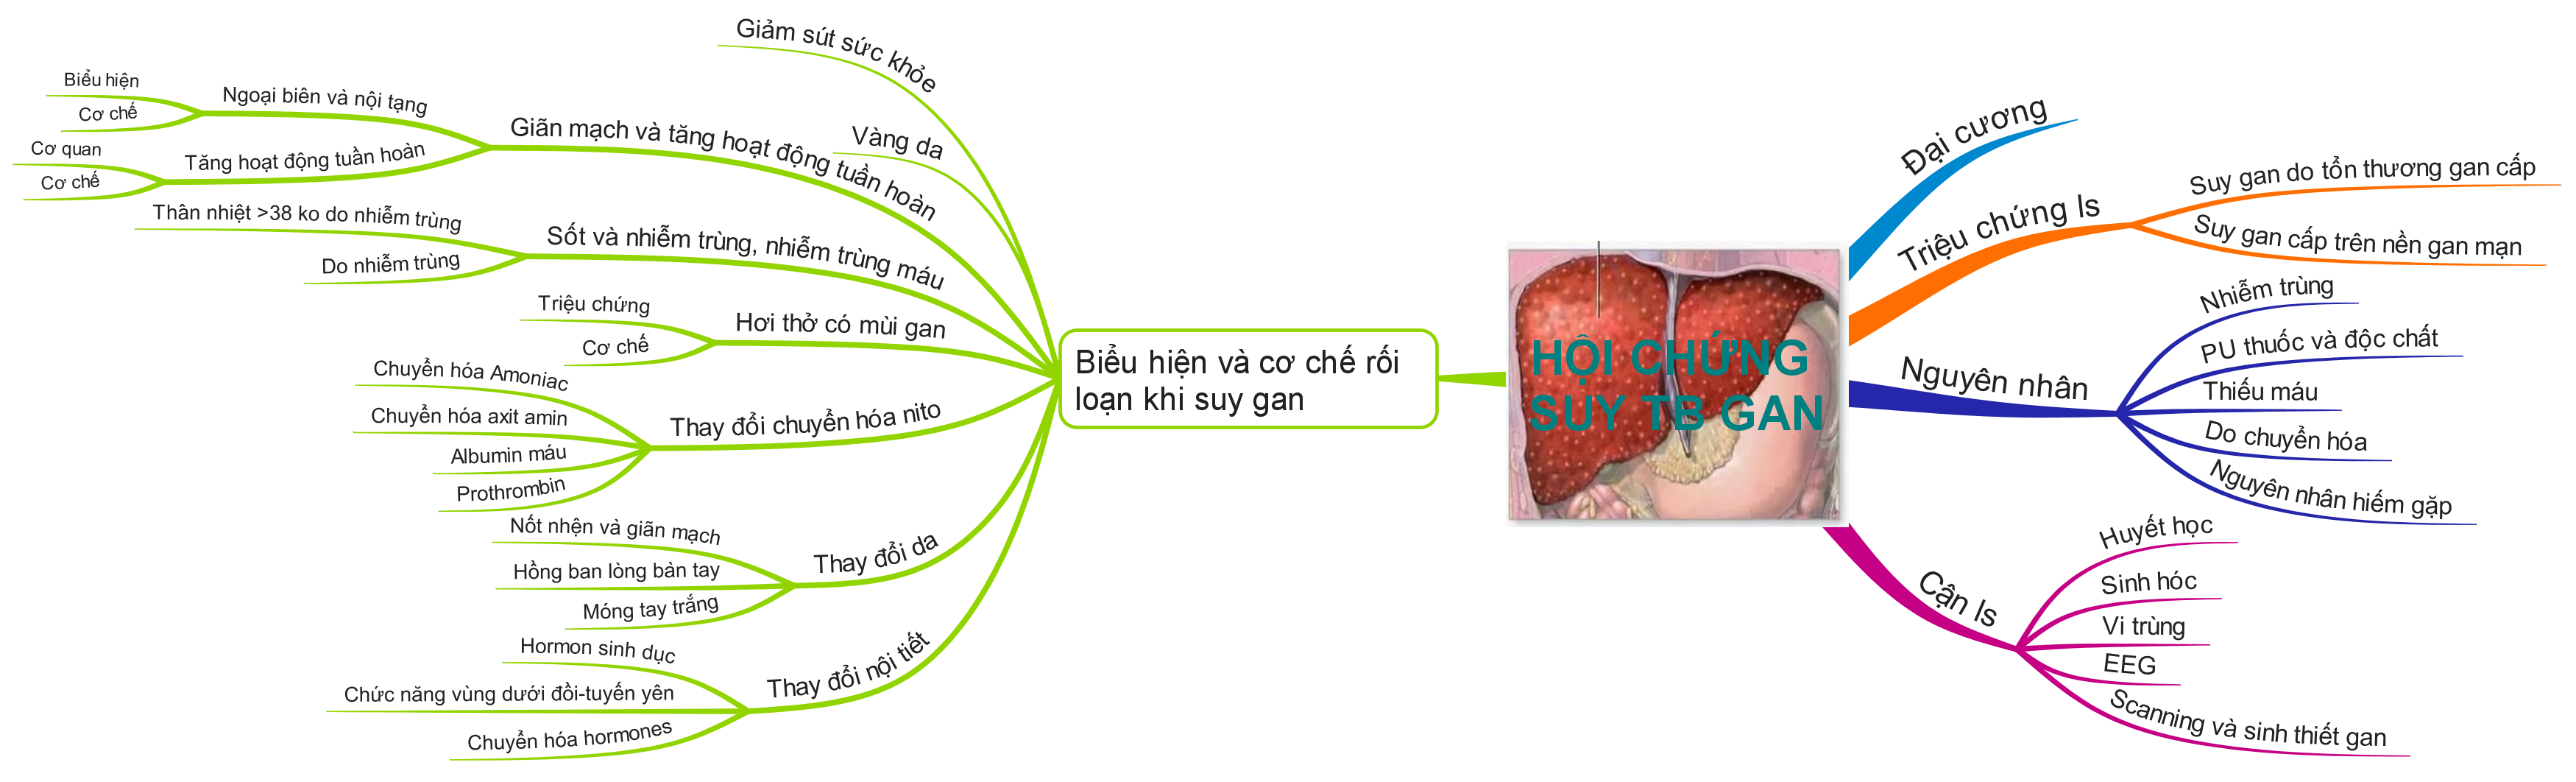 HỘI CHỨNG
SUY TB GAN
Đại cương
Triệu chứng ls
Suy gan do tổn thương gan cấp
Suy gan cấp trên nền gan mạn
Nguyên nhân
Nhiễm trùng
PU thuốc và độc chất
Thiếu máu
Do chuyển hóa
Nguyên nhân hiếm gặp
Cận ls
Huyết học
Sinh hóc
Vi trùng
EEG
Scanning và sinh thiết gan
Biểu hiện và cơ chế rối
loạn khi suy gan
Giảm sút sức khỏe
Vàng da
Giãn mạch và tăng hoạt động tuần hoàn
Ngoại biên và nội tạng
Biểu hiện
Cơ chế
Tăng hoạt động tuần hoàn
Cơ quan
Cơ chế
Sốt và nhiễm trùng, nhiễm trùng máu
Thân nhiệt >38 ko do nhiễm trùng
Do nhiễm trùng
Hơi thở có mùi gan
Triệu chứng
Cơ chế
Thay đổi chuyển hóa nito
Chuyển hóa Amoniac
Chuyển hóa axit amin
Albumin máu
Prothrombin
Thay đổi da
Nốt nhện và giãn mạch
Hồng ban lòng bàn tay
Móng tay trắng
Thay đổi nội tiết
Hormon sinh dục
Chức năng vùng dưới đồi-tuyến yên
Chuyển hóa hormones